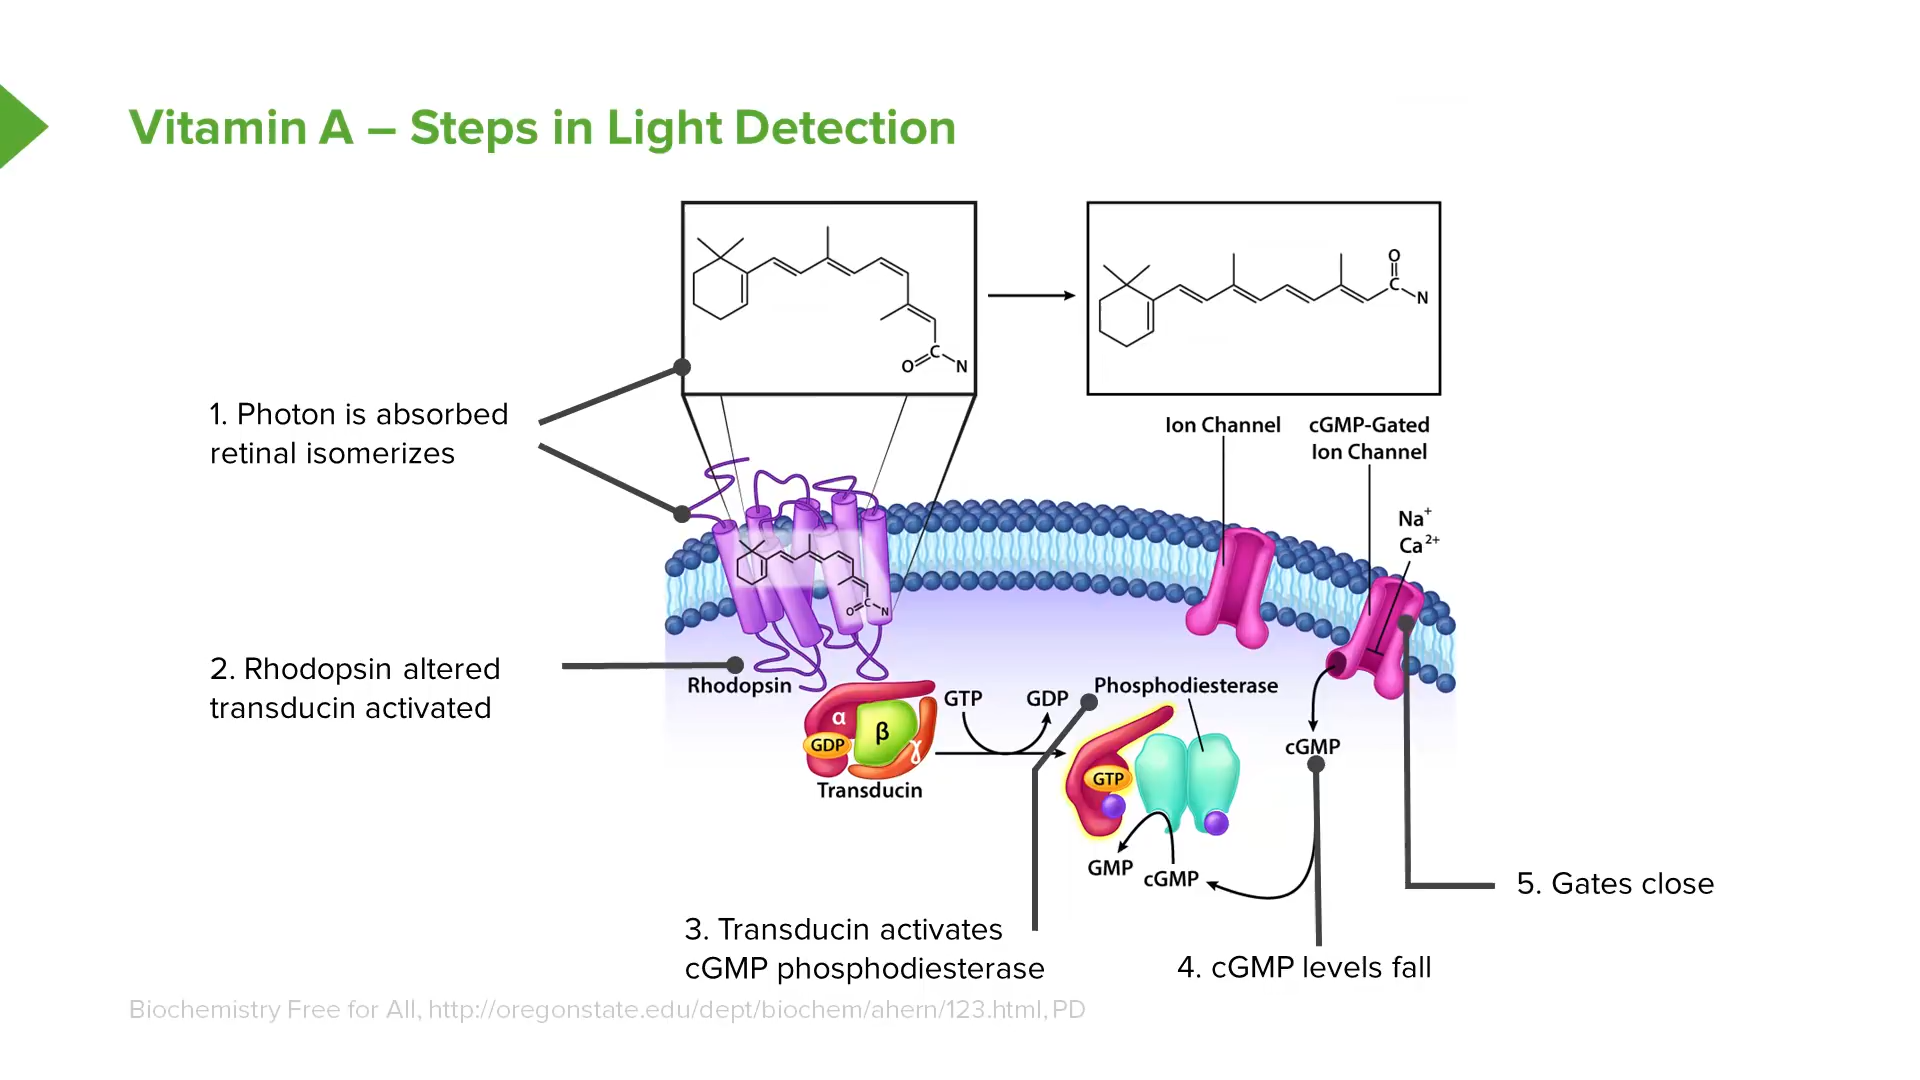 Vitamin A – Steps in Light Detection
O
C
N
C
O
N
1. Photon is absorbed
retinal isomerizes
Ion Channel
cGMP-Gated
Ion Channel
Na+
Ca2+
O
C
N
2. Rhodopsin altered
transducin activated
Rhodopsin
GTP
GDP
Phosphodiesterase
α
β
γ
GDP
Transducin
GTP
cGMP
GMP
cGMP
5. Gates close
3. Transducin activates
cGMP phosphodiesterase
4. cGMP levels fall
Biochemistry Free for All, http://oregonstate.edu/dept/biochem/ahern/123.html, PD